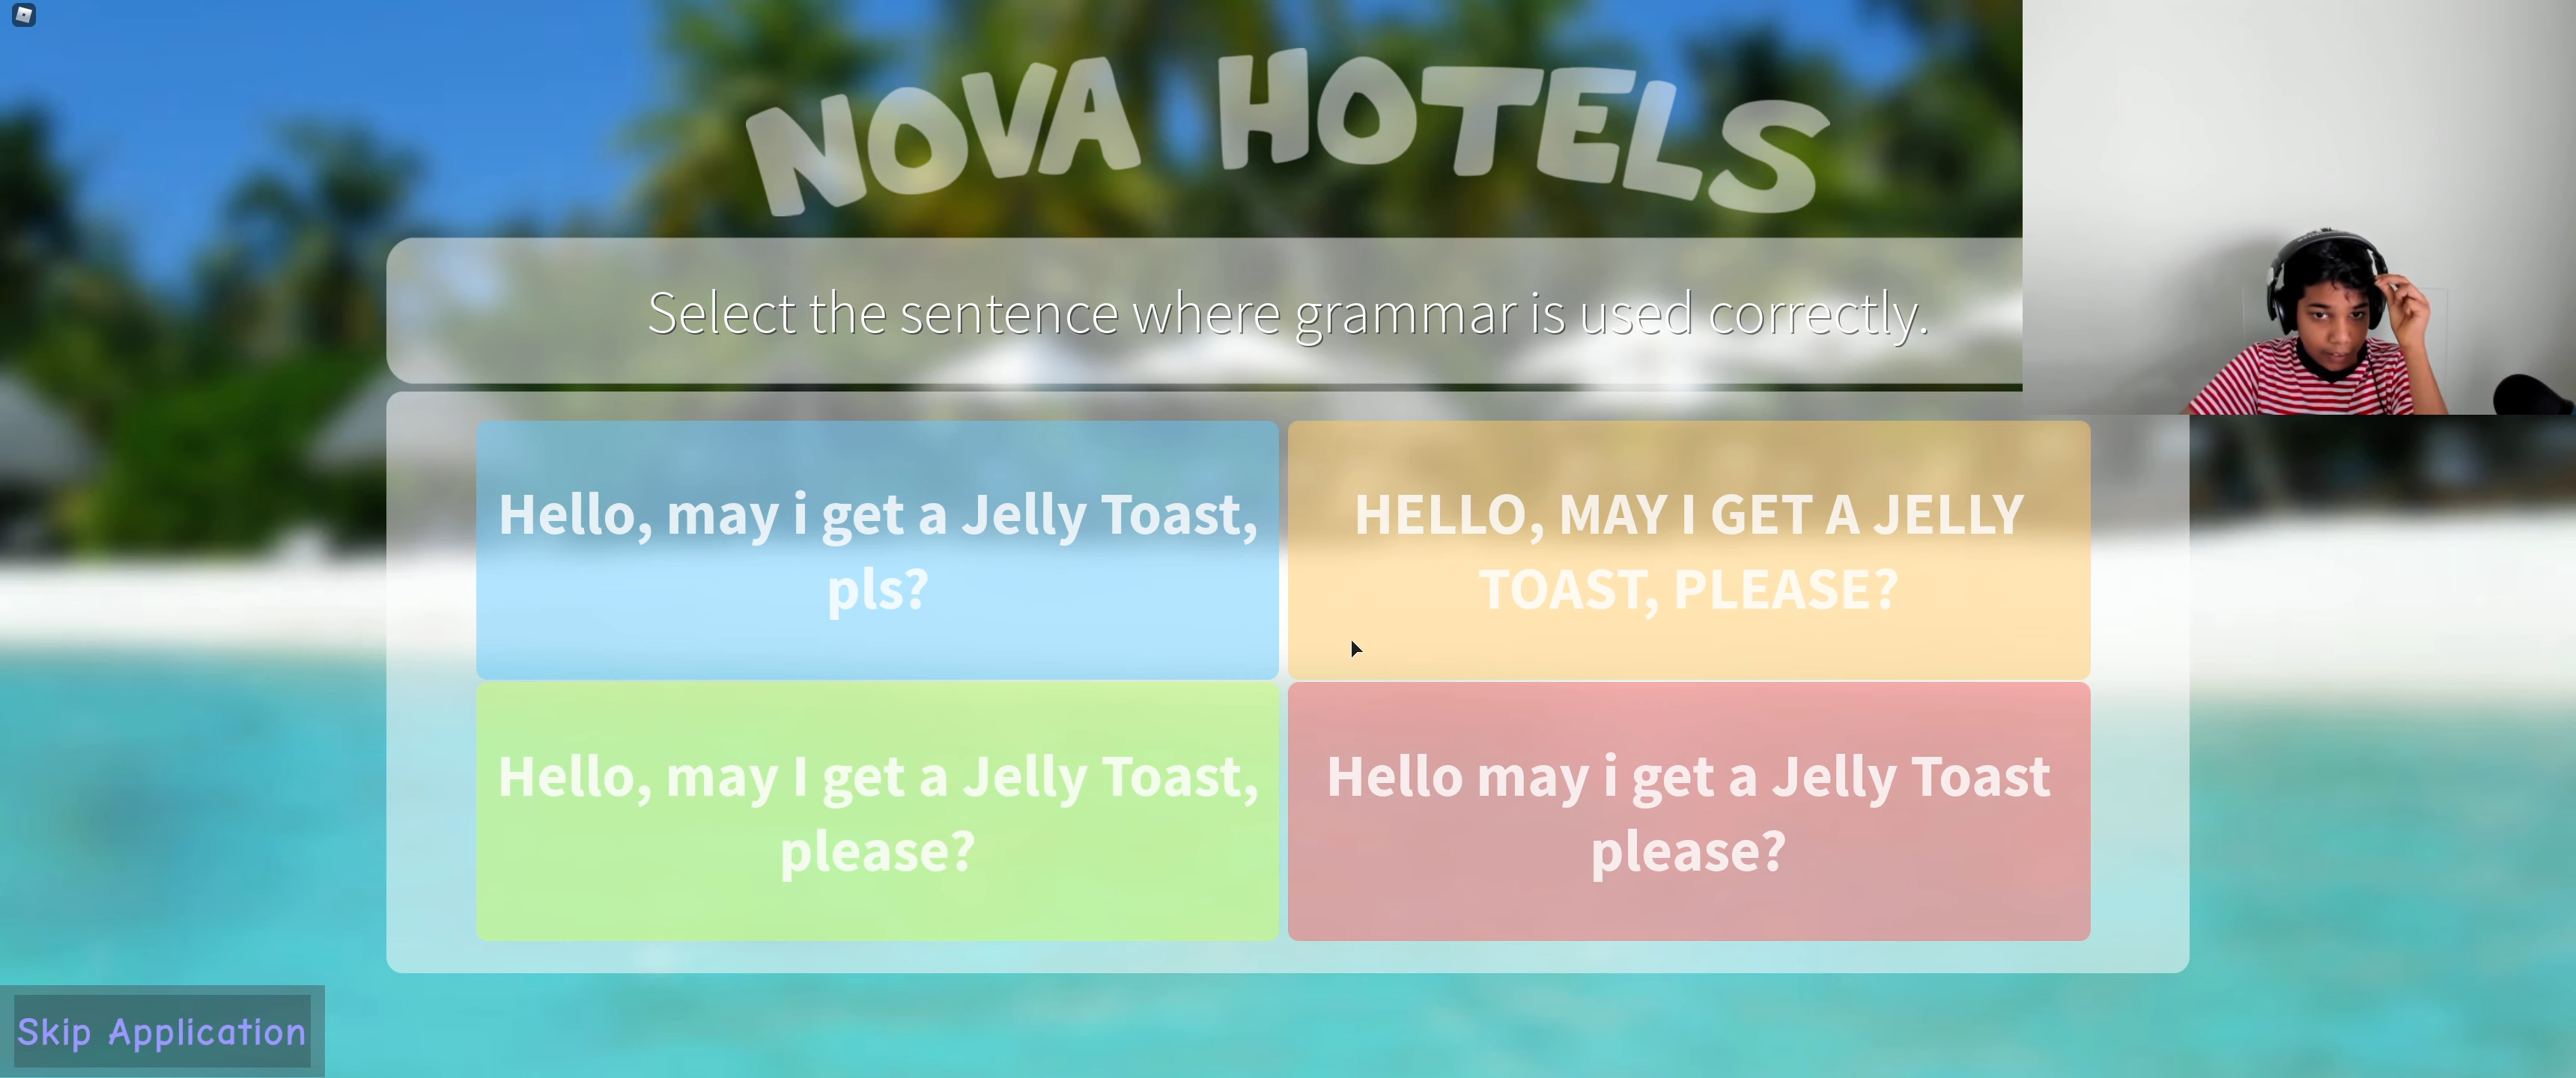 NOVA HOTELS
Select the sentence where grammar is used correctly.
Hello, may i get a Jelly Toast,
pls?
HELLO, MAY I GET A JELLY
TOAST, PLEASE?
Hello, may I get a Jelly Toast,
please?
Hello may i get a Jelly Toast
please?
Skip Application